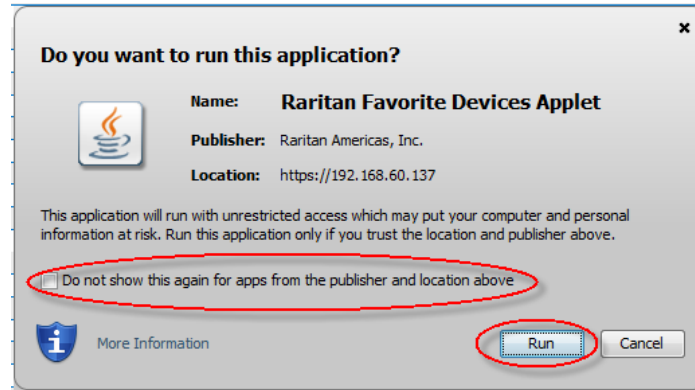 Do you want to run this application?
Name: Raritan Favorite Devices Applet
Publisher: Raritan Americas, Inc.
Location: https://192.168.60.137
This application will run with unrestricted access which may put your computer and personal
information at risk. Run this application only if you trust the location and publisher above.
Do not show this again for apps from the publisher and location above
More Information Run Cancel